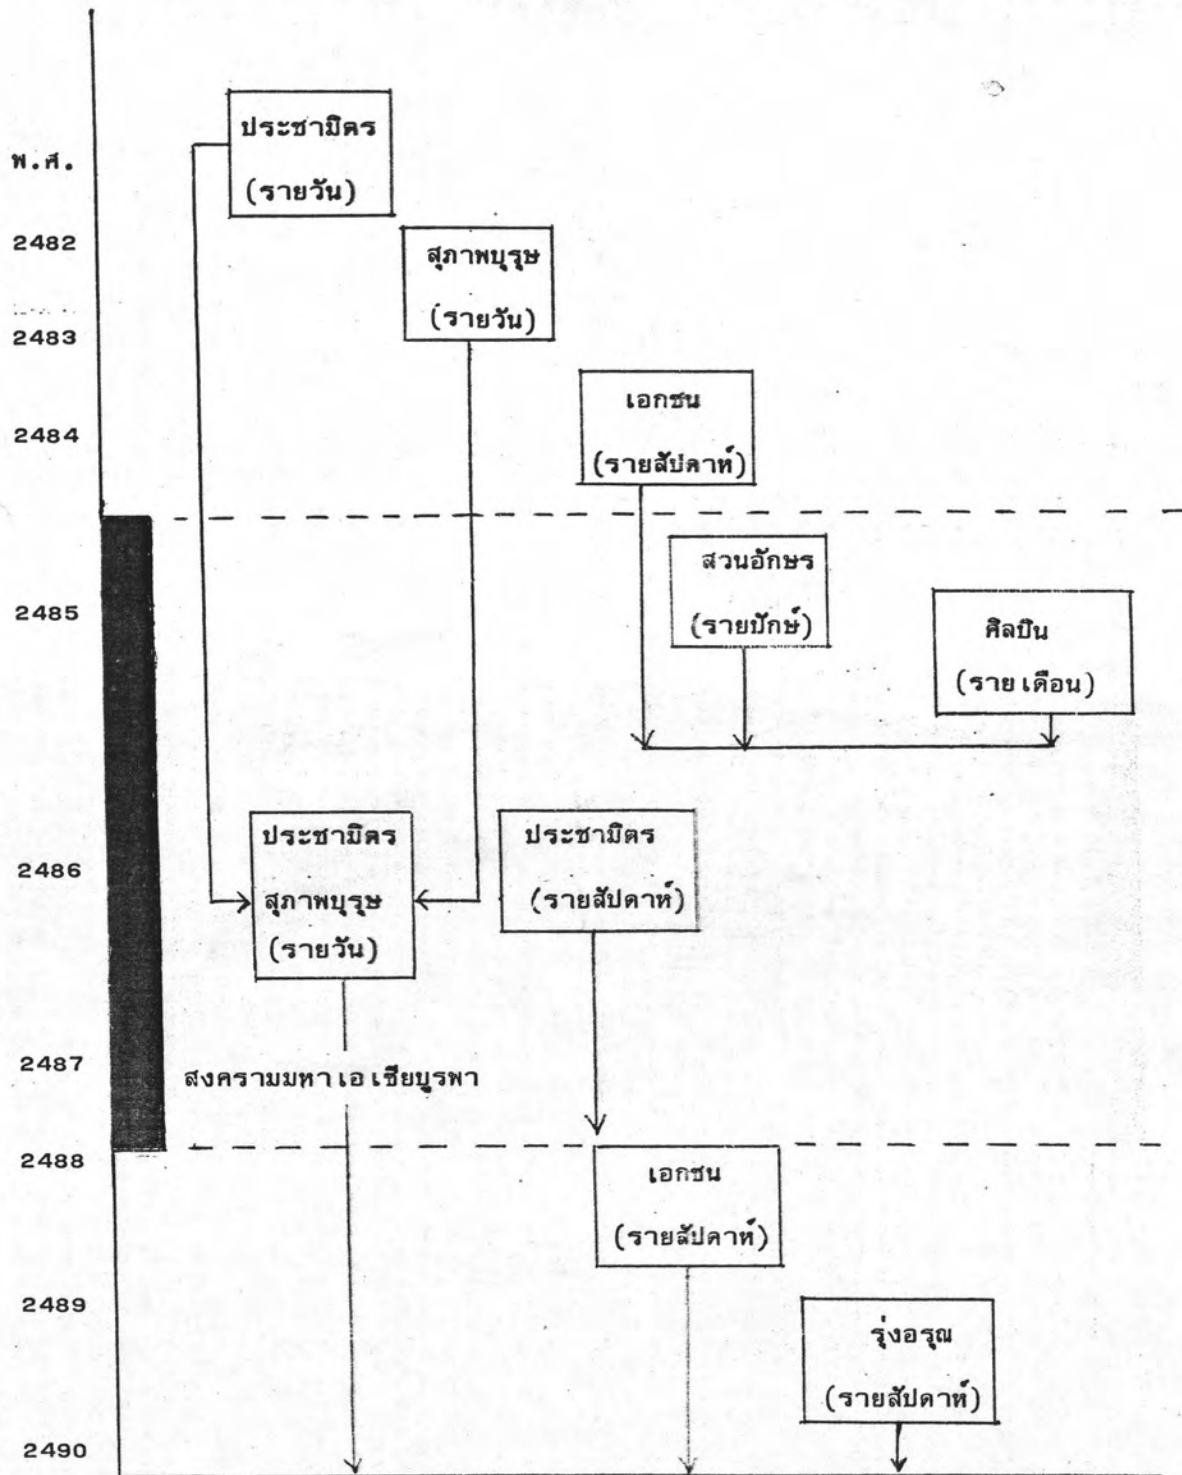 ประชามิตร
(รายวัน)
พ.ศ.
2482
สุภาพบุรุษ
(รายวัน)
2483
เอกชน
2484
(รายสัปดาห์)
ส่วนอักษร
2485
(รายปักษ์)
ศิลปิน
(รายเดือน)
ประชามิตร
ประชามิตร
2486
สุภาพบุรุษ
(รายสัปดาห์)
(รายวัน)
2487
สงครามมหาเอเซียบูรพา
2488
เอกชน
(รายสัปดาห์)
2489
รุ่งอรุณ
(รายสัปดาห์)
2490